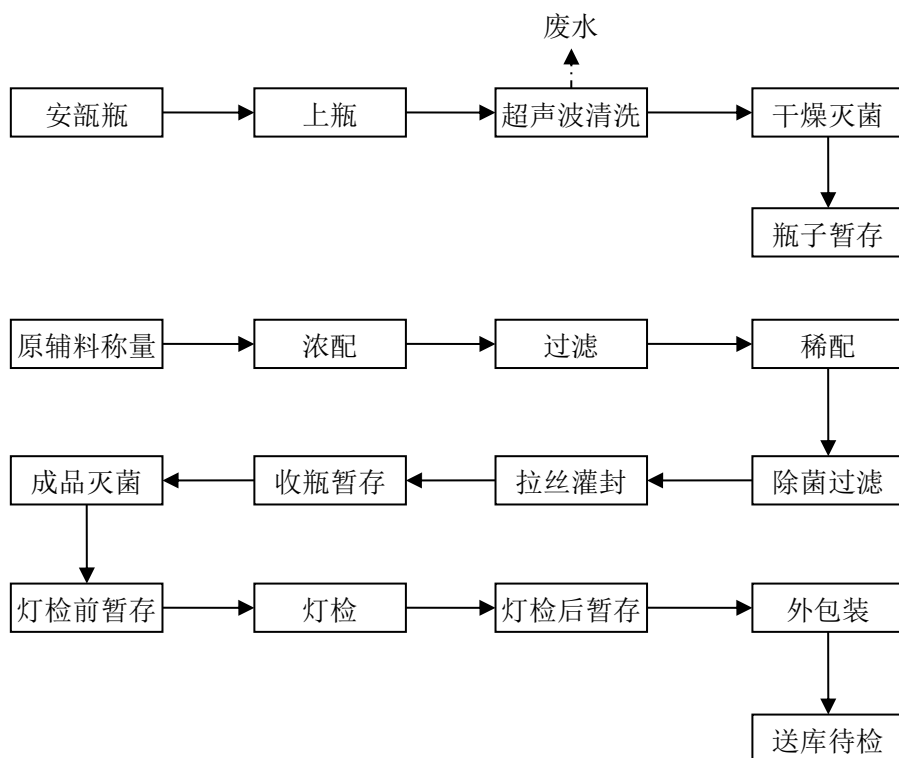 废水
安瓿瓶
上瓶
超声波清洗
干燥灭菌
瓶子暂存
原辅料称量
浓配
过滤
稀配
成品灭菌
收瓶暂存
拉丝灌封
除菌过滤
灯检前暂存
灯检
灯检后暂存
外包装
送库待检